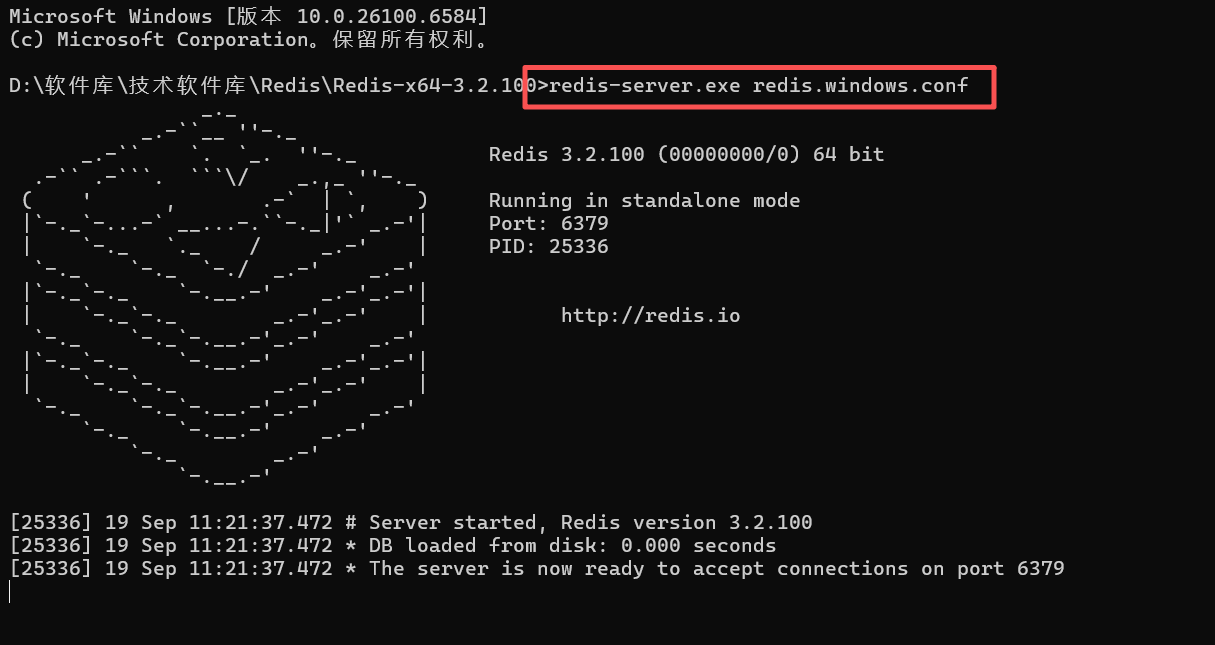 Microsoft Windows [版本 10.0.26100.6584]
(c) Microsoft Corporation。保留所有权利。
D:\软件库\技术软件库\Redis\Redis-x64-3.2.100>redis-server.exe redis.windows.conf
Redis 3.2.100 (00000000/0) 64 bit
Running in standalone mode
Port: 6379
PID: 25336
http://redis.io
[25336] 19 Sep 11:21:37.472 # Server started, Redis version 3.2.100
[25336] 19 Sep 11:21:37.472 * DB loaded from disk: 0.000 seconds
[25336] 19 Sep 11:21:37.472 * The server is now ready to accept connections on port 6379